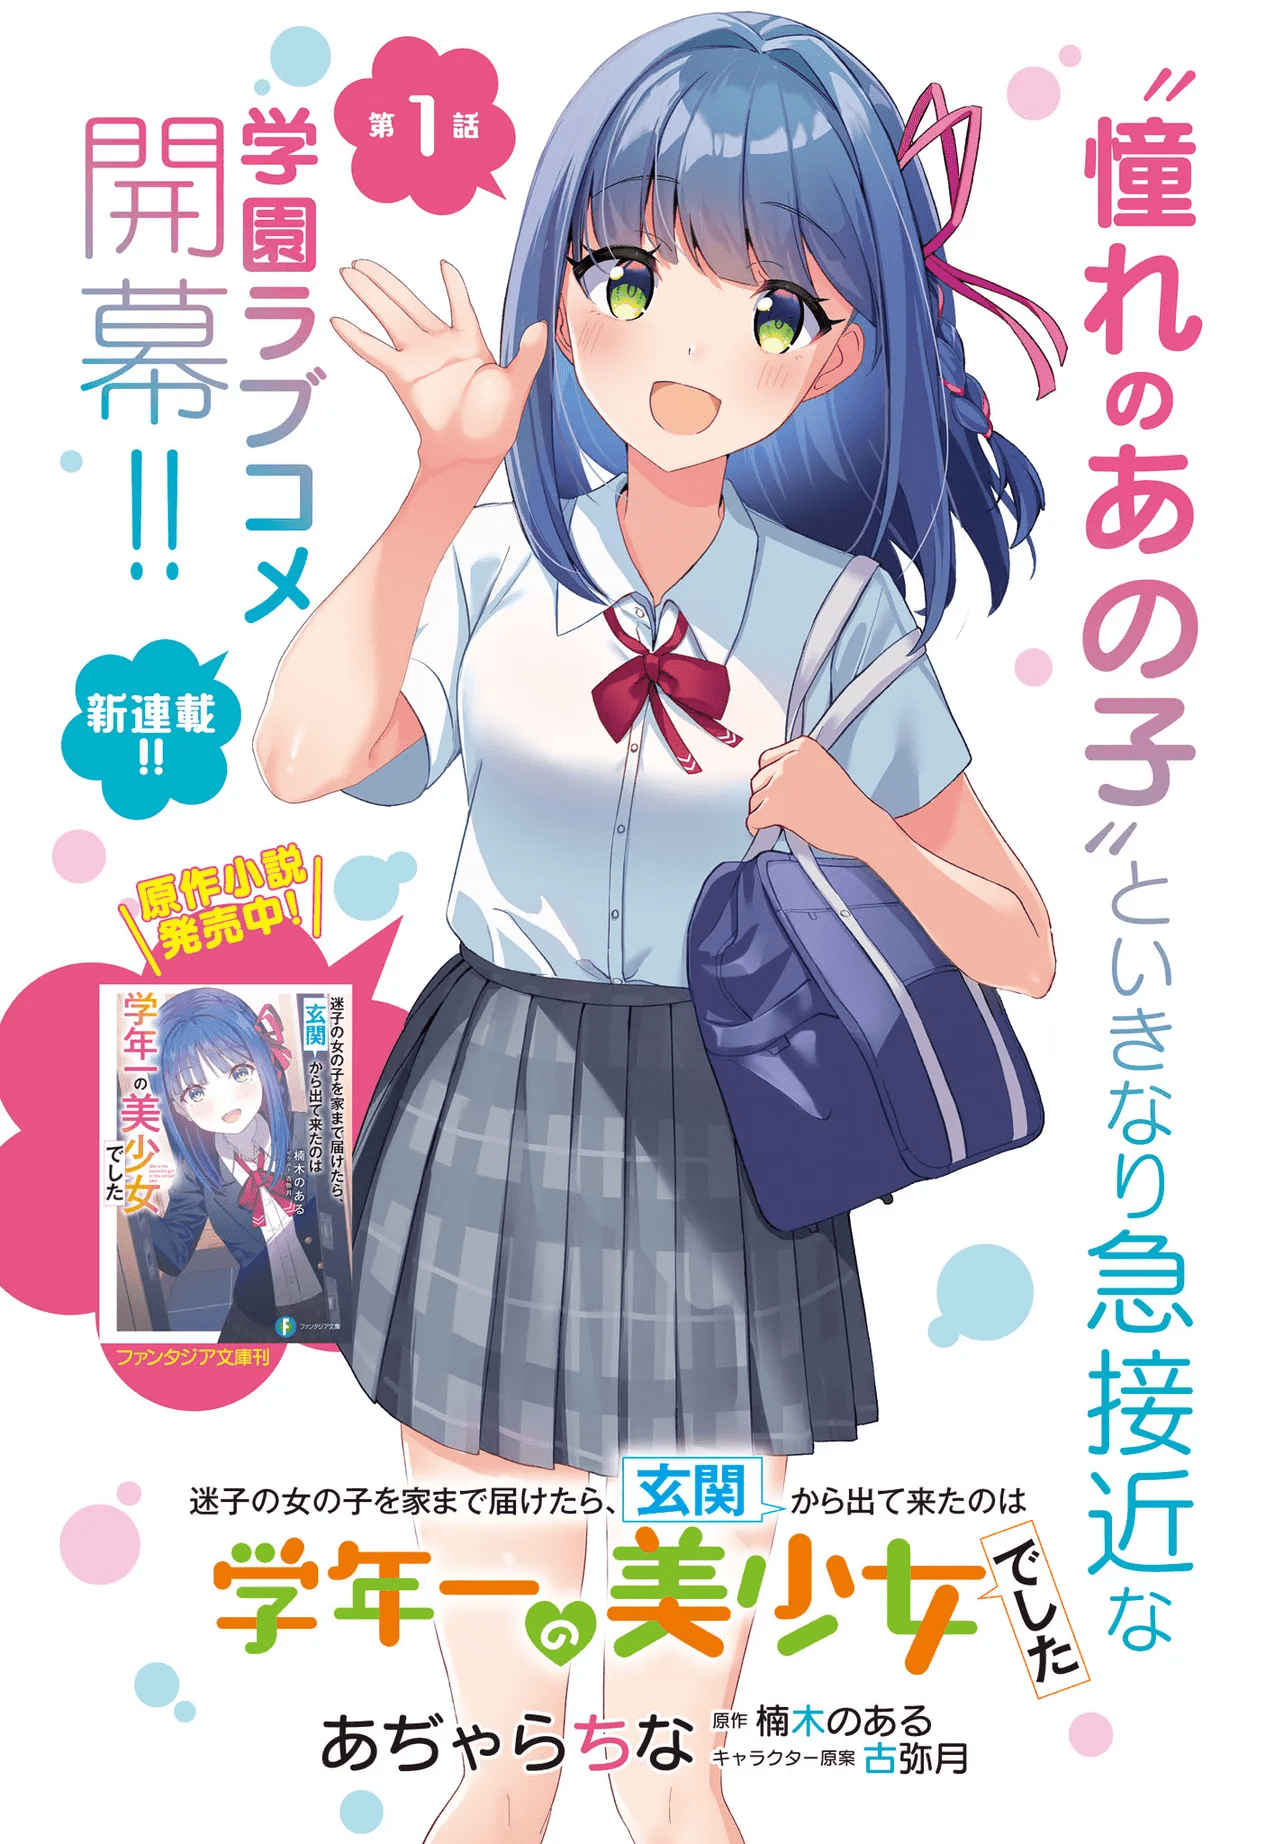 "憧れのあの子"といきなり急接近な
学園ラブコメ
開幕!!
第1話
新連載
!!
原作小説
発売中!
迷子の女の子を家まで届けたら、
玄関から出て来たのは
学年一の美少女
でした
楠木のある
イラスト 古弥月
ファンタジア文庫
ファンタジア文庫刊
迷子の女の子を家まで届けたら、玄関から出て来たのは
学年一の美少女でした
あぢゃらちな
原作 楠木のある
キャラクター原案 古弥月